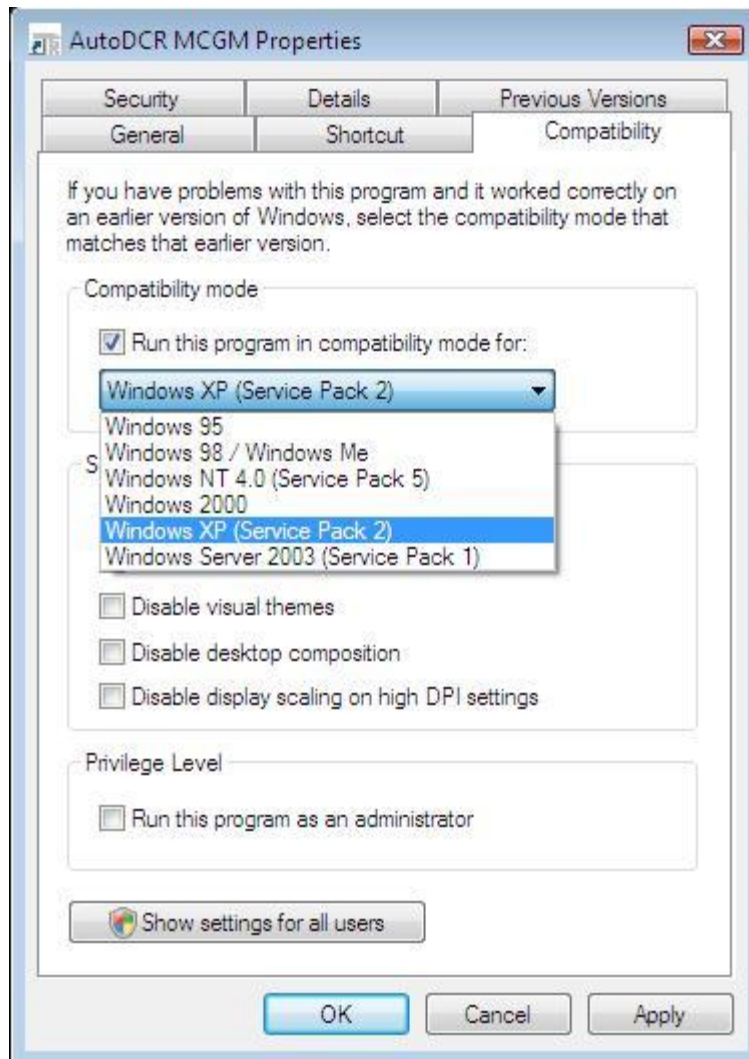 AutoDCR MCGM Properties
Security Details Previous Versions
General Shortcut Compatibility
If you have problems with this program and it worked correctly on
an earlier version of Windows, select the compatibility mode that
matches that earlier version.
Compatibility mode
Run this program in compatibility mode for:
Windows XP (Service Pack 2)
Windows 95
Windows 98 / Windows Me
S
Windows NT 4.0 (Service Pack 5)
Windows 2000
Windows XP (Service Pack 2)
Windows Server 2003 (Service Pack 1)
Disable visual themes
Disable desktop composition
Disable display scaling on high DPI settings
Privilege Level
Run this program as an administrator
Show settings for all users
OK Cancel Apply